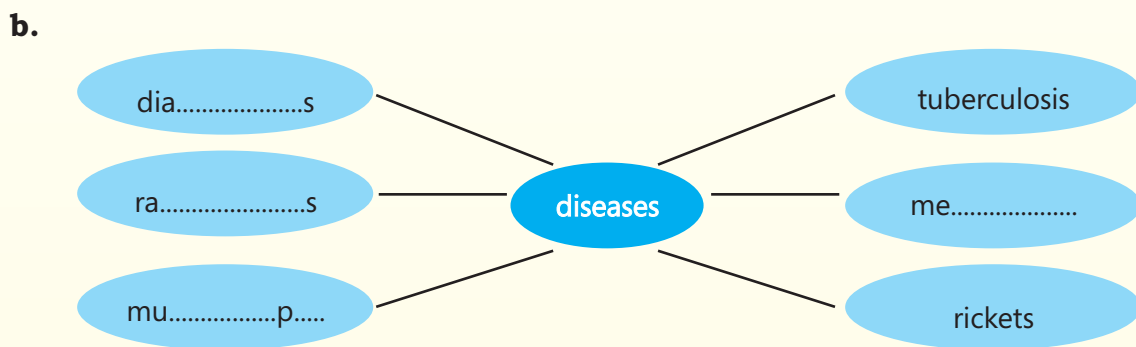 b.
dia....................s
tuberculosis
ra.......................s
diseases
me....................
mu.................p.....
rickets